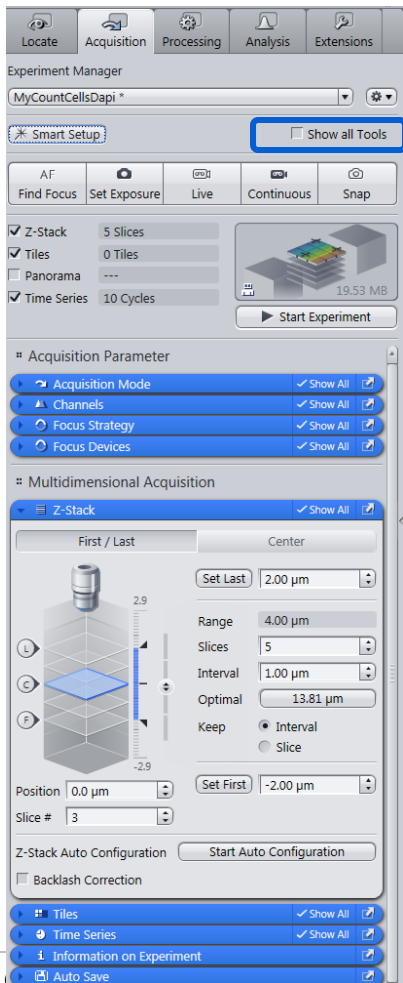 Locate Acquisition Processing Analysis Extensions
Experiment Manager
MyCountCellsDapi *
Smart Setup Show all Tools
AF
Find Focus Set Exposure Live Continuous Snap
Z-Stack 5 Slices
Tiles 0 Tiles
Panorama ---
Time Series 10 Cycles
19.53 MB
Start Experiment
Acquisition Parameter
Acquisition Mode Show All
Channels Show All
Focus Strategy Show All
Focus Devices Show All
Multidimensional Acquisition
Z-Stack Show All
First / Last Center
Set Last 2.00 µm
2.9
Range 4.00 µm
L
Slices 5
Interval 1.00 µm
C
Optimal 13.81 µm
F
Keep Interval
Slice
-2.9
Position 0.0 µm Set First -2.00 µm
Slice # 3
Z-Stack Auto Configuration Start Auto Configuration
Backlash Correction
Tiles Show All
Time Series Show All
Information on Experiment
Auto Save